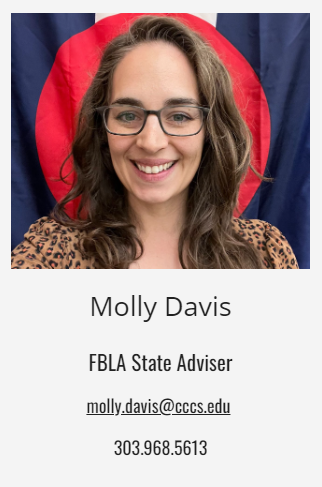 Molly Davis
FBLA State Adviser
molly.davis@cccs.edu
303.968.5613